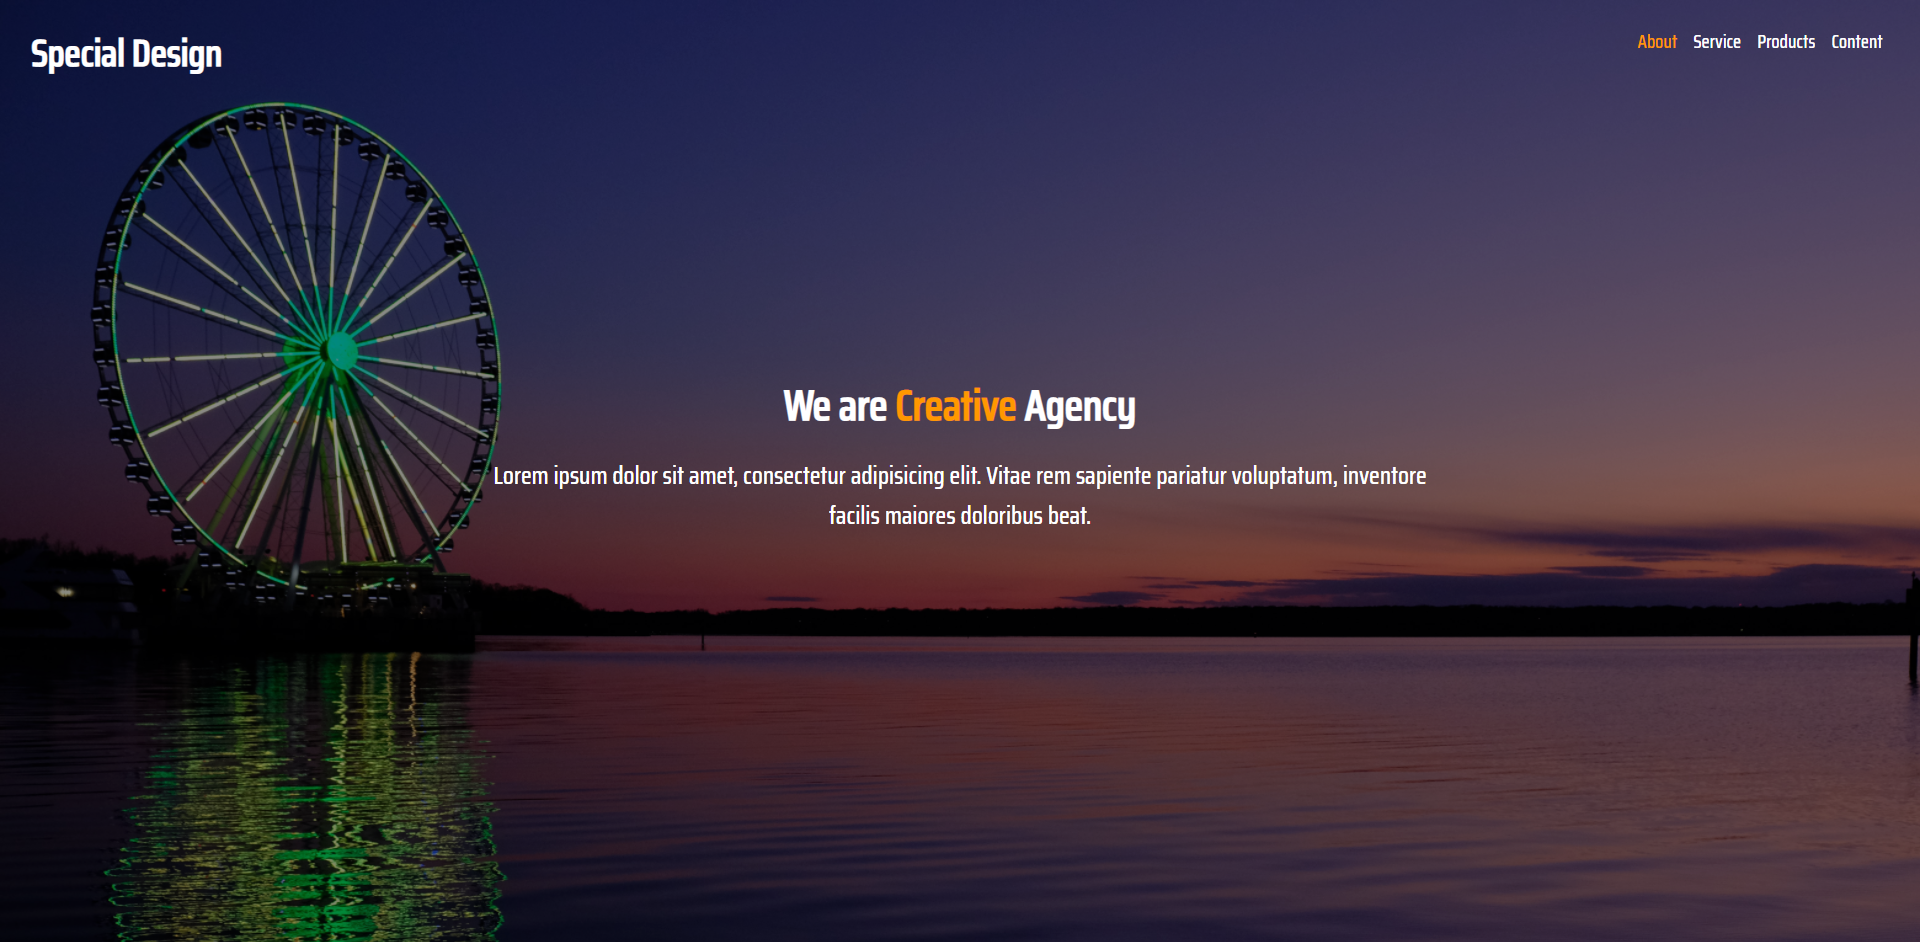 Special Design
About Service Products Content
We are Creative Agency
Lorem ipsum dolor sit amet, consectetur adipisicing elit. Vitae rem sapiente pariatur voluptatum, inventore
facilis maiores doloribus beat.